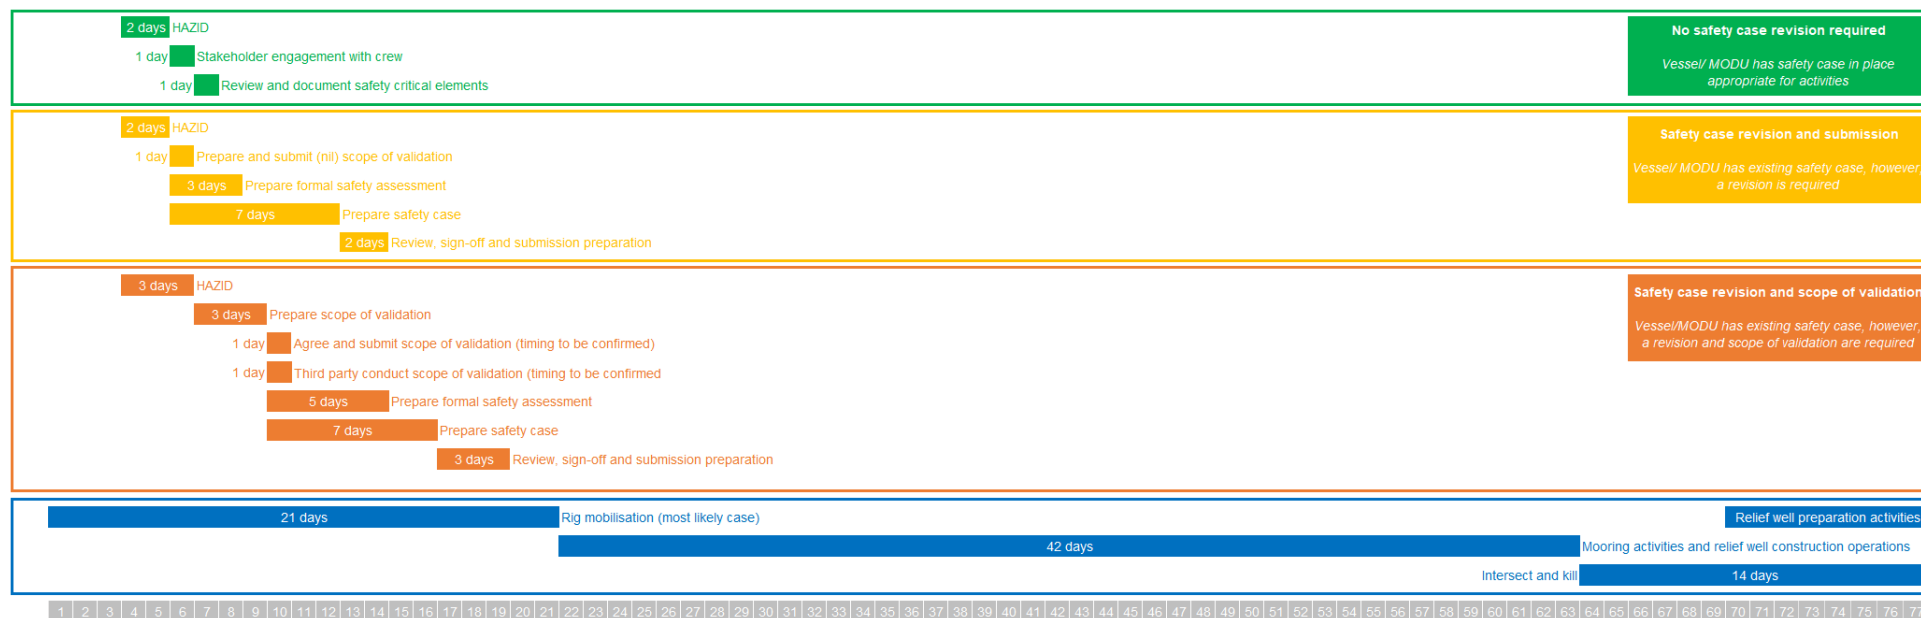 2 days HAZID
1 day Stakeholder engagement with crew
1 day Review and document safety critical elements
No safety case revision required
Vessel/ MODU has safety case in place
appropriate for activities
2 days HAZID
1 day Prepare and submit (nil) scope of validation
3 days Prepare formal safety assessment
7 days Prepare safety case
2 days Review, sign-off and submission preparation
Safety case revision and submission
Vessel/ MODU has existing safety case, however,
a revision is required
3 days HAZID
3 days Prepare scope of validation
1 day Agree and submit scope of validation (timing to be confirmed)
1 day Third party conduct scope of validation (timing to be confirmed
5 days Prepare formal safety assessment
7 days Prepare safety case
3 days Review, sign-off and submission preparation
Safety case revision and scope of validation
Vessel/MODU has existing safety case, however,
a revision and scope of validation are required
21 days Rig mobilisation (most likely case) Relief well preparation activities
42 days Mooring activities and relief well construction operations
Intersect and kill 14 days
1 2 3 4 5 6 7 8 9 10 11 12 13 14 15 16 17 18 19 20 21 22 23 24 25 26 27 28 29 30 31 32 33 34 35 36 37 38 39 40 41 42 43 44 45 46 47 48 49 50 51 52 53 54 55 56 57 58 59 60 61 62 63 64 65 66 67 68 69 70 71 72 73 74 75 76 77